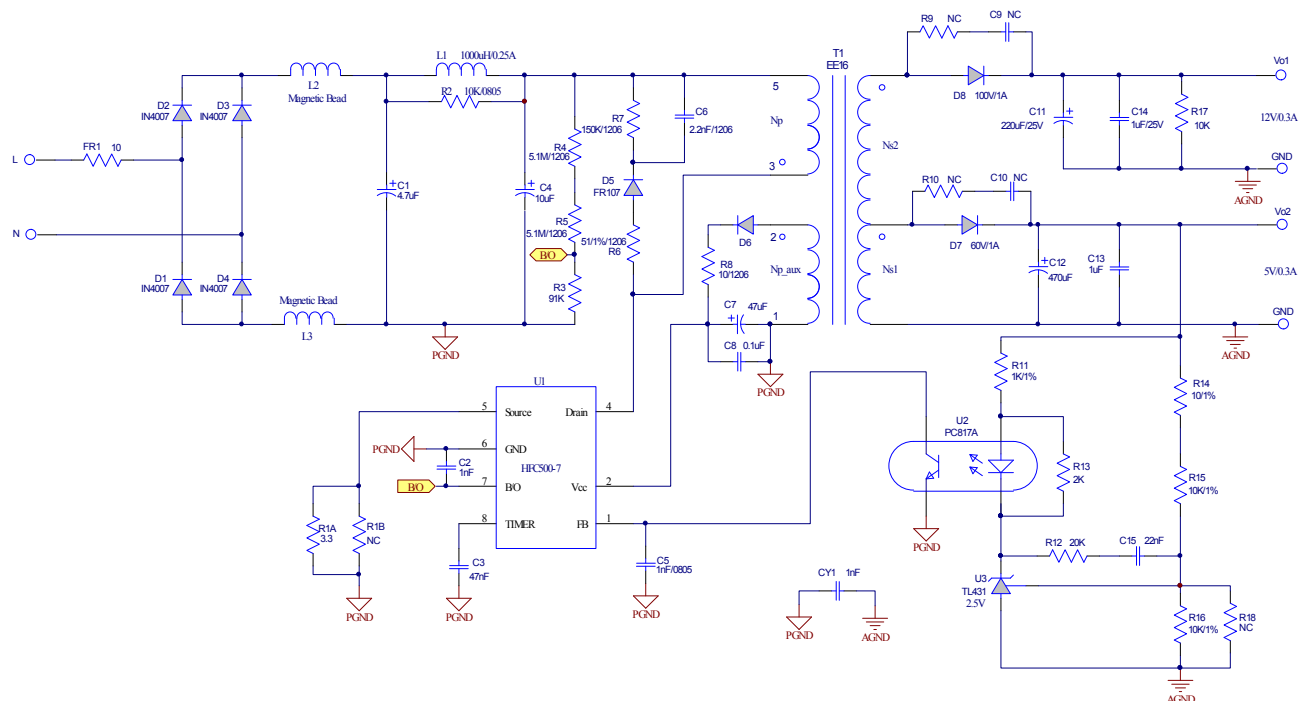 R9 NC
C9 NC
T1
EE16
L1 1000uH/0.25A
L2
Magnetic Bead
R2 10K/0805
D2
IN4007
D3
IN4007
R7
150K/1206
C6
2.2nF/1206
5
Np
3
D8 100V/1A
Vo1
C11
220uF/25V
C14
1uF/25V
R17
10K
12V/0.3A
FR1 10
L
R4
5.1M/1206
Ns2
GND
AGND
C1
4.7uF
C4
10uF
D5
FR107
R10 NC
C10 NC
N
R5
5.1M/1206
51/1%/1206
R6
D6
2
D7 60V/1A
Vo2
B/O
R8
10/1206
Np_aux
Ns1
C12
470uF
C13
1uF
5V/0.3A
D1
IN4007
D4
IN4007
Magnetic Bead
L3
R3
91K
C7 47uF
1
GND
C8 0.1uF
PGND
AGND
PGND
R11
1K/1%
R14
10/1%
U1
5 Source Drain 4
PGND
6 GND
C2
1nF
HFC500-7
B/O
7 B/O Vcc 2
8 TIMER FB 1
U2
PC817A
R13
2K
R15
10K/1%
R1A
3.3
R1B
NC
C3
47nF
C5
1nF/0805
PGND
R12 20K
C15 22nF
PGND
PGND
PGND
CY1 1nF
PGND
AGND
U3
TL431
2.5V
R16
10K/1%
R18
NC
AGND